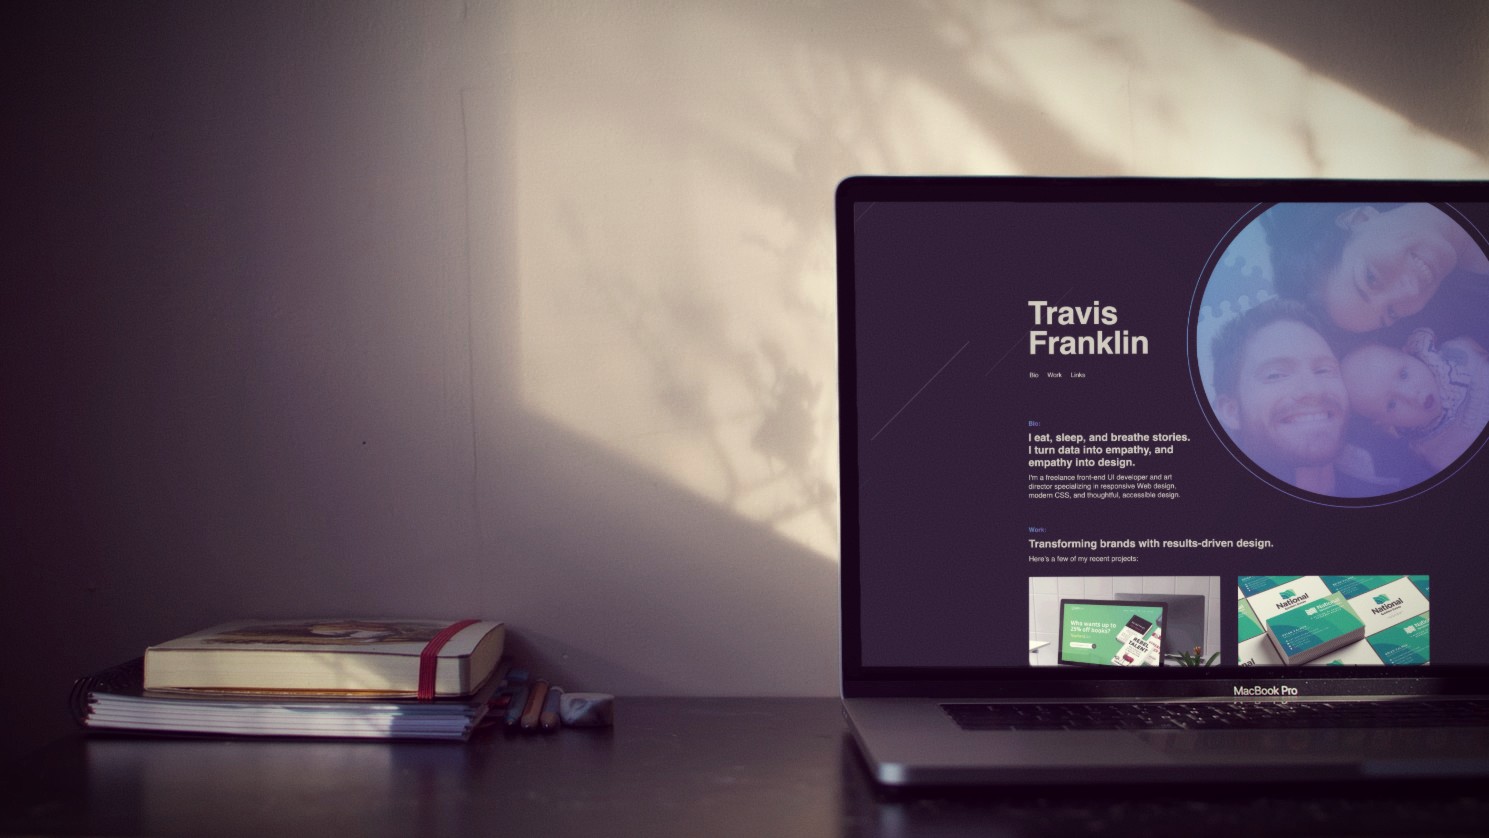 Travis
Franklin
Bio Work Links
Bio:
I eat, sleep, and breathe stories.
I turn data into empathy, and
empathy into design.
I'm a freelance front-end UI developer and art
director specializing in responsive Web design,
modern CSS, and thoughtful, accessible design.
Work:
Transforming brands with results-driven design.
Here's a few of my recent projects:
Who wants up to
25% off books?
REBEL
TALENT
National
National
National
MacBook Pro